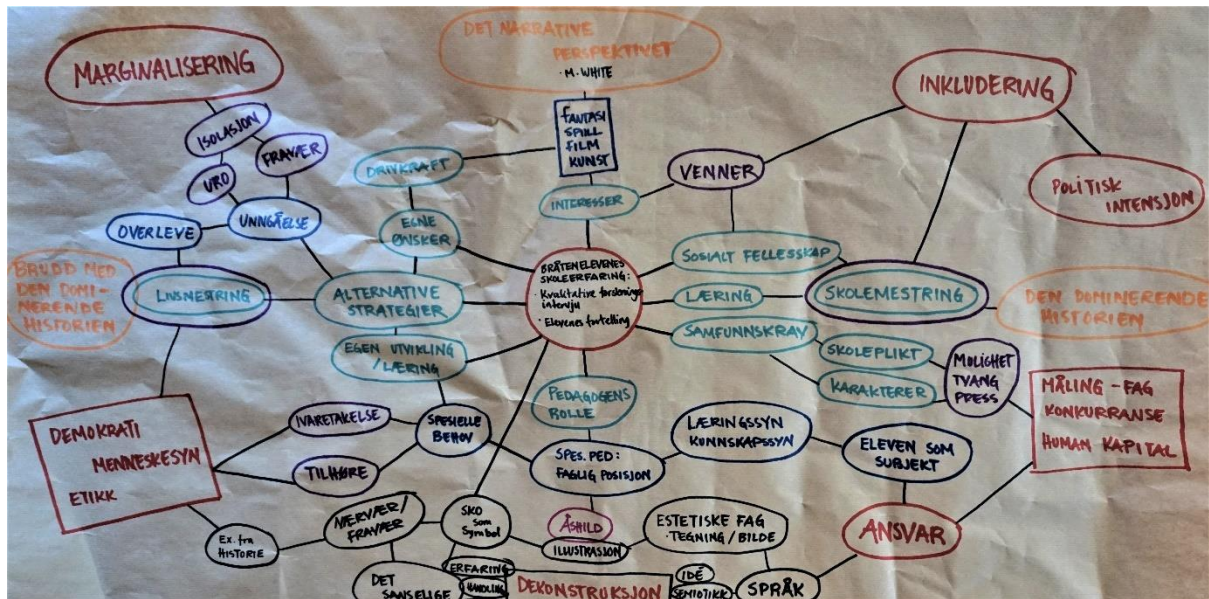 MARGINALISERING
DET NARRATIVE
PERSPEKTIVET
· M. WHITE
INKLUDERING
ISOLASJON
FRAVÆR
URO
FANTASI
SPILL
FILM
KUNST
DRIVKRAFT
VENNER
POLITISK
INTENSJON
OVERLEVE
UNNGÅELSE
EGNE
ØNSKER
INTERESSER
SOSIALT FELLESSKAP
BRUDD MED
DEN DOMI-
NERENDE
HISTORIEN
LIVSMESTRING
ALTERNATIVE
STRATEGIER
BRÅTENELEVENES
SKOLEERFARING:
· Kvalitative forsknings
intervju
· Elevenes fortelling
LÆRING
SKOLEMESTRING
DEN DOMINERENDE
HISTORIEN
EGEN UTVIKLING
/LÆRING
SAMFUNNSKRAV
SKOLEPLIKT
KARAKTERER
MULIGHET
TVANG
PRESS
MÅLING - FAG
KONKURRANSE
HUMAN KAPITAL
PEDAGOGENS
ROLLE
DEMOKRATI
MENNESKESYN
ETIKK
IVARETAKELSE
TILHØRE
SPESIELLE
BEHOV
SPES. PED:
FAGLIG POSISJON
LÆRINGSSYN
KUNNSKAPSSYN
ELEVEN SOM
SUBJEKT
Ex. fra
HISTORIE
NÆRVÆR/
FRAVÆR
SKO
som
Symbol
ÅSHILD
ILLUSTRASJON
ESTETISKE FAG
· TEGNING / BILDE
ANSVAR
DET
SANSELIGE
ERFARING
HANDLING
DEKONSTRUKSJON
IDÉ
SEMIOTIKK
SPRÅK